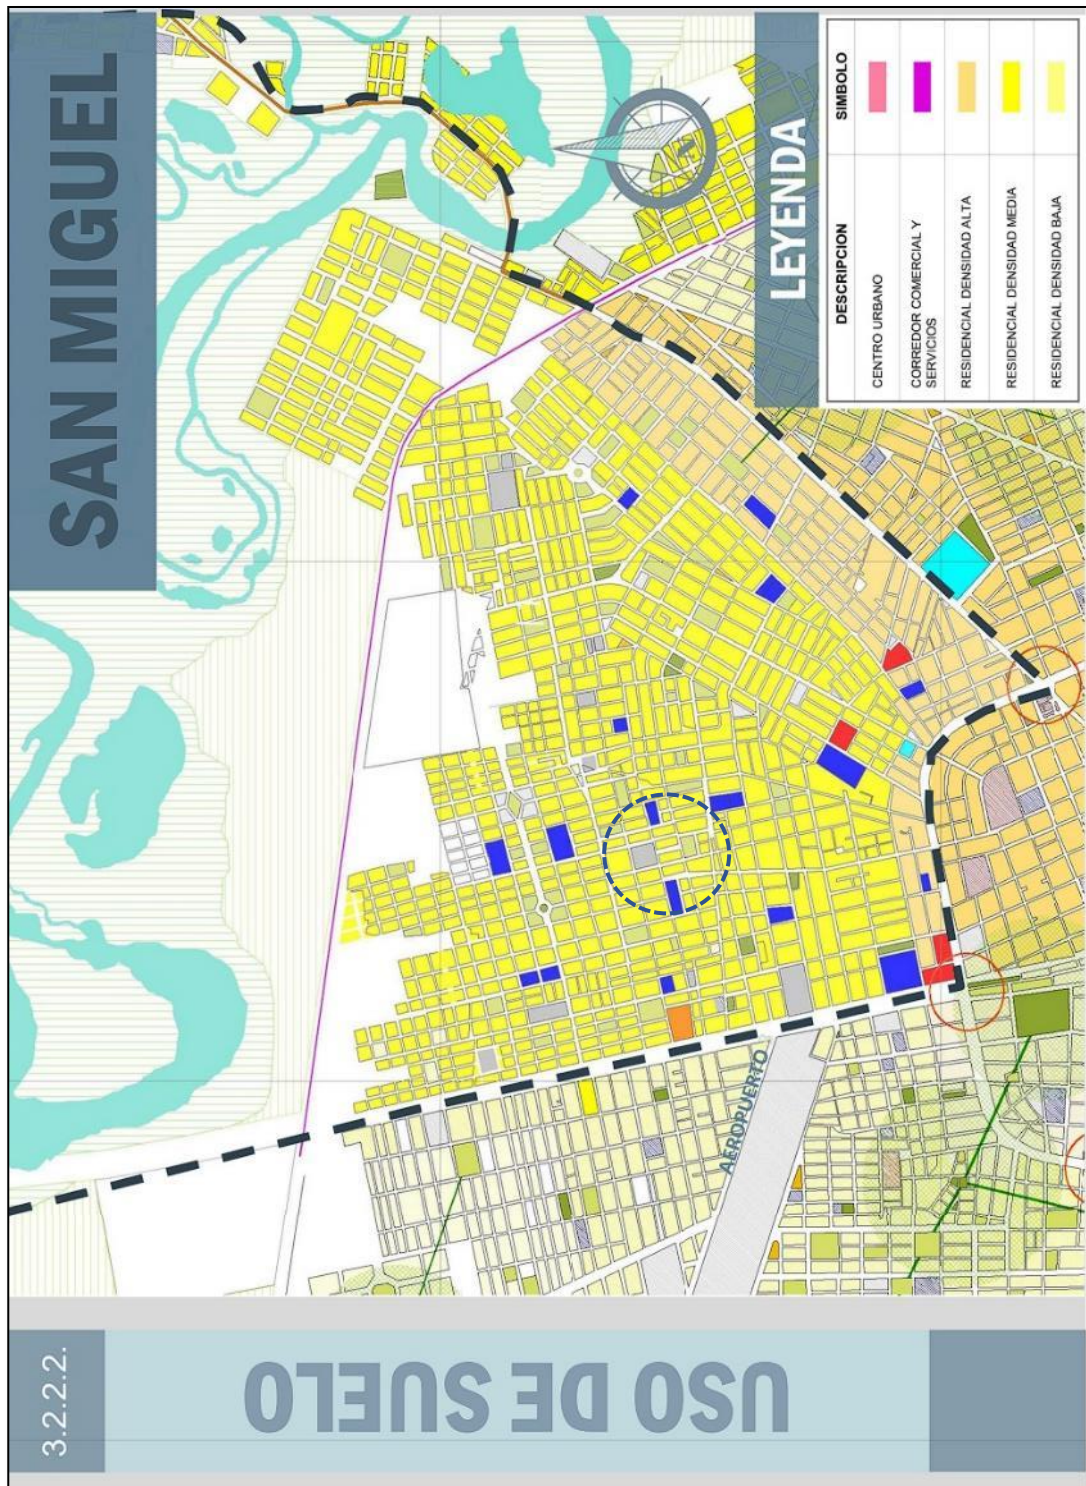 SAN MIGUEL
LEYENDA
DESCRIPCION
SIMBOLO
CENTRO URBANO
CORREDOR COMERCIAL Y
SERVICIOS
RESIDENCIAL DENSIDAD ALTA
RESIDENCIAL DENSIDAD MEDIA
RESIDENCIAL DENSIDAD BAJA
AEROPUERTO
3.2.2.2.
USO DE SUELO